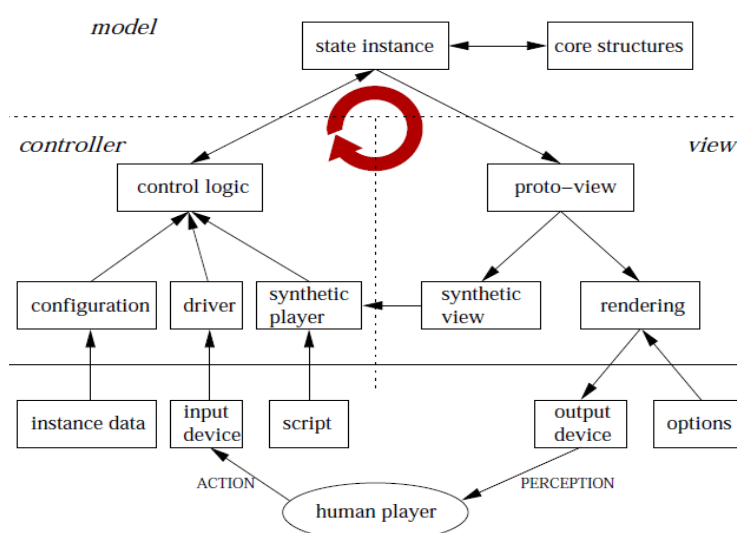 model
state instance
core structures
controller
view
control logic
proto−view
configuration
driver
synthetic
player
synthetic
view
rendering
instance data
input
device
script
output
device
options
ACTION
PERCEPTION
human player